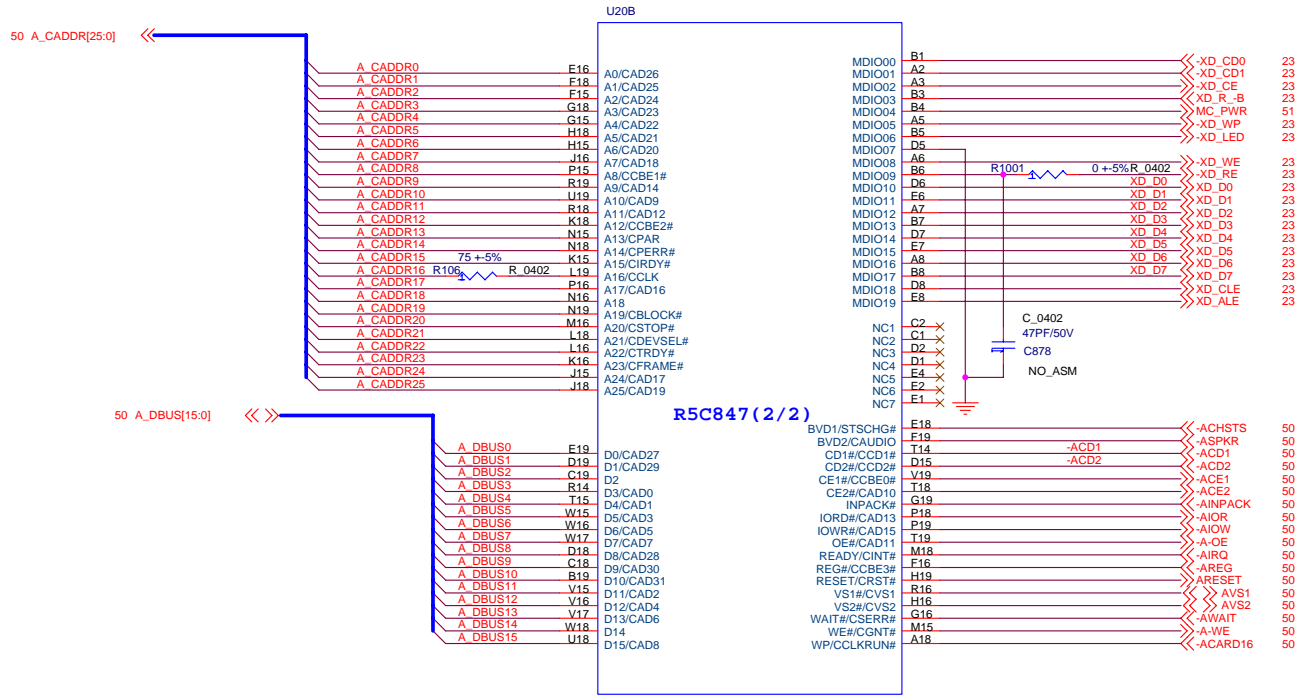 U20B
50 A_CADDR[25:0]
A_CADDR0 E16 A0/CAD26
A_CADDR1 F18 A1/CAD25
A_CADDR2 F15 A2/CAD24
A_CADDR3 G18 A3/CAD23
A_CADDR4 G15 A4/CAD22
A_CADDR5 H18 A5/CAD21
A_CADDR6 H15 A6/CAD20
A_CADDR7 J16 A7/CAD18
A_CADDR8 P15 A8/CCBE1#
A_CADDR9 R19 A9/CAD14
A_CADDR10 U19 A10/CAD9
A_CADDR11 R18 A11/CAD12
A_CADDR12 K18 A12/CCBE2#
A_CADDR13 N15 A13/CPAR
A_CADDR14 N18 A14/CPERR#
A_CADDR15 75 +-5% K15 A15/CIRDY#
A_CADDR16 R106 R_0402 L19 A16/CCLK
A_CADDR17 P16 A17/CAD16
A_CADDR18 N16 A18
A_CADDR19 N19 A19/CBLOCK#
A_CADDR20 M16 A20/CSTOP#
A_CADDR21 L18 A21/CDEVSEL#
A_CADDR22 L16 A22/CTRDY#
A_CADDR23 K16 A23/CFRAME#
A_CADDR24 J15 A24/CAD17
A_CADDR25 J18 A25/CAD19
MDIO00 B1 -XD_CD0 23
MDIO01 A2 -XD_CD1 23
MDIO02 A3 -XD_CE 23
MDIO03 B3 XD_R_-B 23
MDIO04 B4 MC_PWR 51
MDIO05 A5 -XD_WP 23
MDIO06 B5 -XD_LED 23
MDIO07 D5
MDIO08 A6 -XD_WE 23
MDIO09 B6 R1001 0 +-5% R_0402 -XD_RE 23
MDIO10 D6 XD_D0 XD_D0 23
MDIO11 E6 XD_D1 XD_D1 23
MDIO12 A7 XD_D2 XD_D2 23
MDIO13 B7 XD_D3 XD_D3 23
MDIO14 D7 XD_D4 XD_D4 23
MDIO15 E7 XD_D5 XD_D5 23
MDIO16 A8 XD_D6 XD_D6 23
MDIO17 B8 XD_D7 XD_D7 23
MDIO18 D8 XD_CLE 23
MDIO19 E8 XD_ALE 23
NC1 C2
NC2 C1
NC3 D2
NC4 D1
NC5 E4
NC6 E2
NC7 E1
C_0402
47PF/50V
C878
NO_ASM
R5C847(2/2)
50 A_DBUS[15:0]
A_DBUS0 E19 D0/CAD27
A_DBUS1 D19 D1/CAD29
A_DBUS2 C19 D2
A_DBUS3 R14 D3/CAD0
A_DBUS4 T15 D4/CAD1
A_DBUS5 W15 D5/CAD3
A_DBUS6 W16 D6/CAD5
A_DBUS7 W17 D7/CAD7
A_DBUS8 D18 D8/CAD28
A_DBUS9 C18 D9/CAD30
A_DBUS10 B19 D10/CAD31
A_DBUS11 V15 D11/CAD2
A_DBUS12 V16 D12/CAD4
A_DBUS13 V17 D13/CAD6
A_DBUS14 W18 D14
A_DBUS15 U18 D15/CAD8
BVD1/STSCHG# E18 -ACHSTS 50
BVD2/CAUDIO F19 -ASPKR 50
CD1#/CCD1# T14 -ACD1 -ACD1 50
CD2#/CCD2# D15 -ACD2 -ACD2 50
CE1#/CCBE0# V19 -ACE1 50
CE2#/CAD10 T18 -ACE2 50
INPACK# G19 -AINPACK 50
IORD#/CAD13 P18 -AIOR 50
IOWR#/CAD15 P19 -AIOW 50
OE#/CAD11 T19 -A-OE 50
READY/CINT# M18 -AIRQ 50
REG#/CCBE3# F16 -AREG 50
RESET/CRST# H19 ARESET 50
VS1#/CVS1 R16 AVS1 50
VS2#/CVS2 H16 AVS2 50
WAIT#/CSERR# G16 -AWAIT 50
WE#/CGNT# M15 -A-WE 50
WP/CCLKRUN# A18 -ACARD16 50